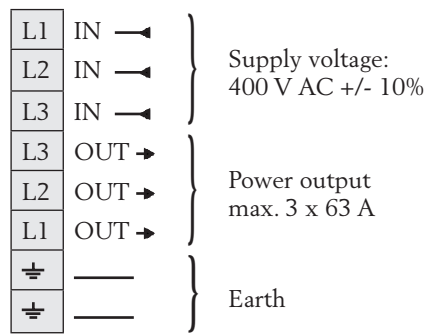 L1 IN
L2 IN
L3 IN
Supply voltage:
400 V AC +/- 10%
L3 OUT
L2 OUT
L1 OUT
Power output
max. 3 x 63 A
Earth